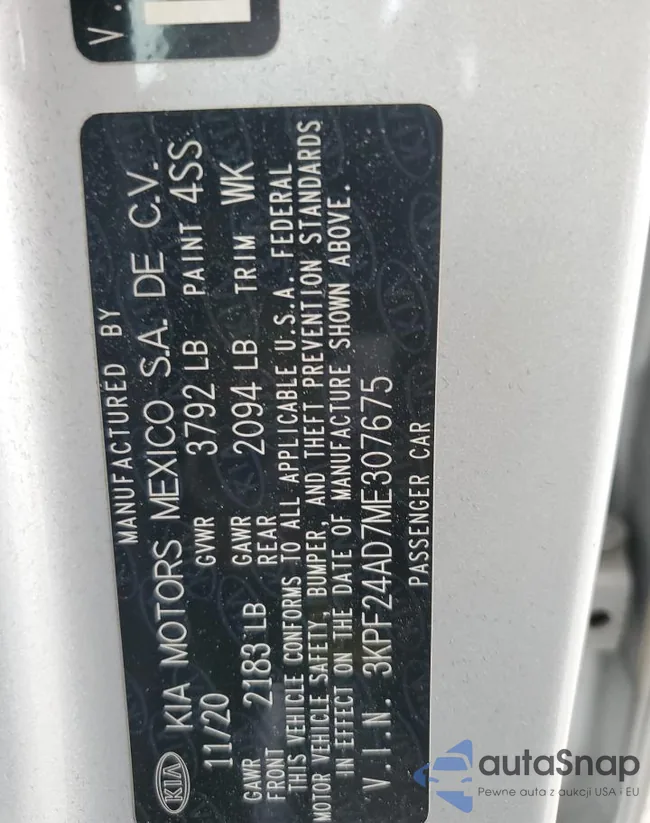 V.
MANUFACTURED BY
KIA KIA MOTORS MEXICO S.A. DE C.V.
11/20 GVWR 3792 LB PAINT 4SS
GAWR FRONT 2183 LB GAWR REAR 2094 LB TRIM WK
THIS VEHICLE CONFORMS TO ALL APPLICABLE U.S.A. FEDERAL
MOTOR VEHICLE SAFETY, BUMPER, AND THEFT PREVENTION STANDARDS
IN EFFECT ON THE DATE OF MANUFACTURE SHOWN ABOVE.
V.I.N. 3KPF24AD7ME307675
PASSENGER CAR
autaSnap
Pewne auta z aukcji USA i EU